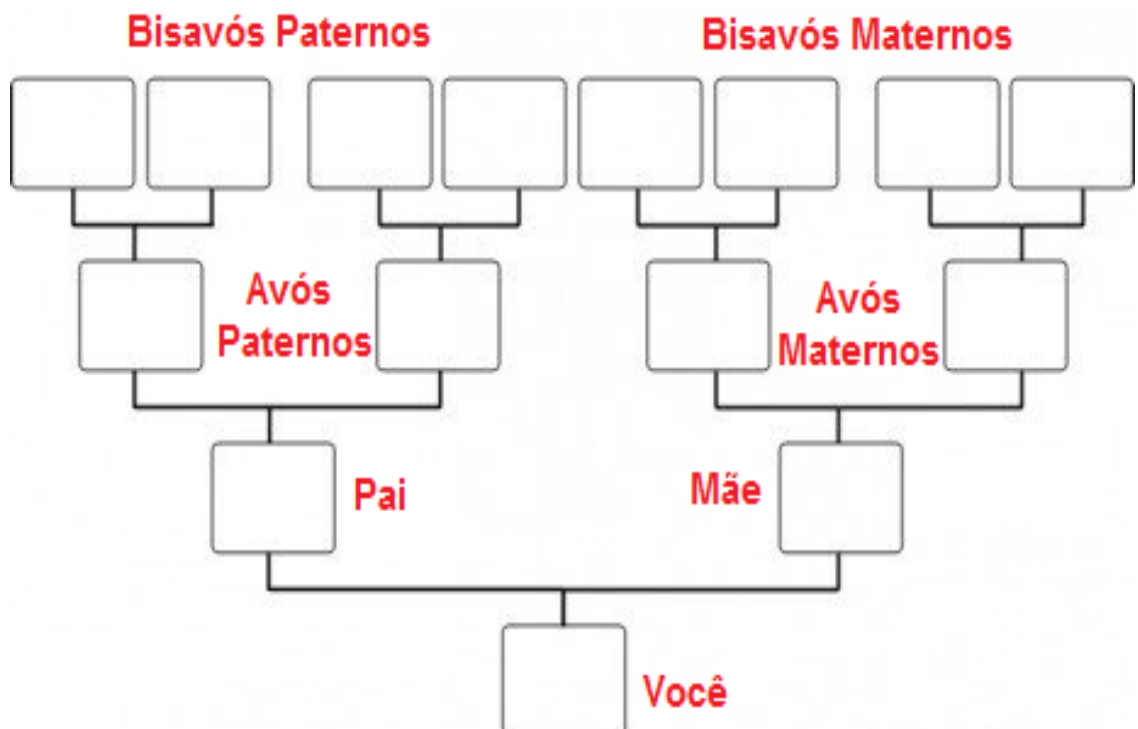 Bisavós Paternos
Bisavós Maternos
Avós
Paternos
Avós
Maternos
Pai
Mãe
Você